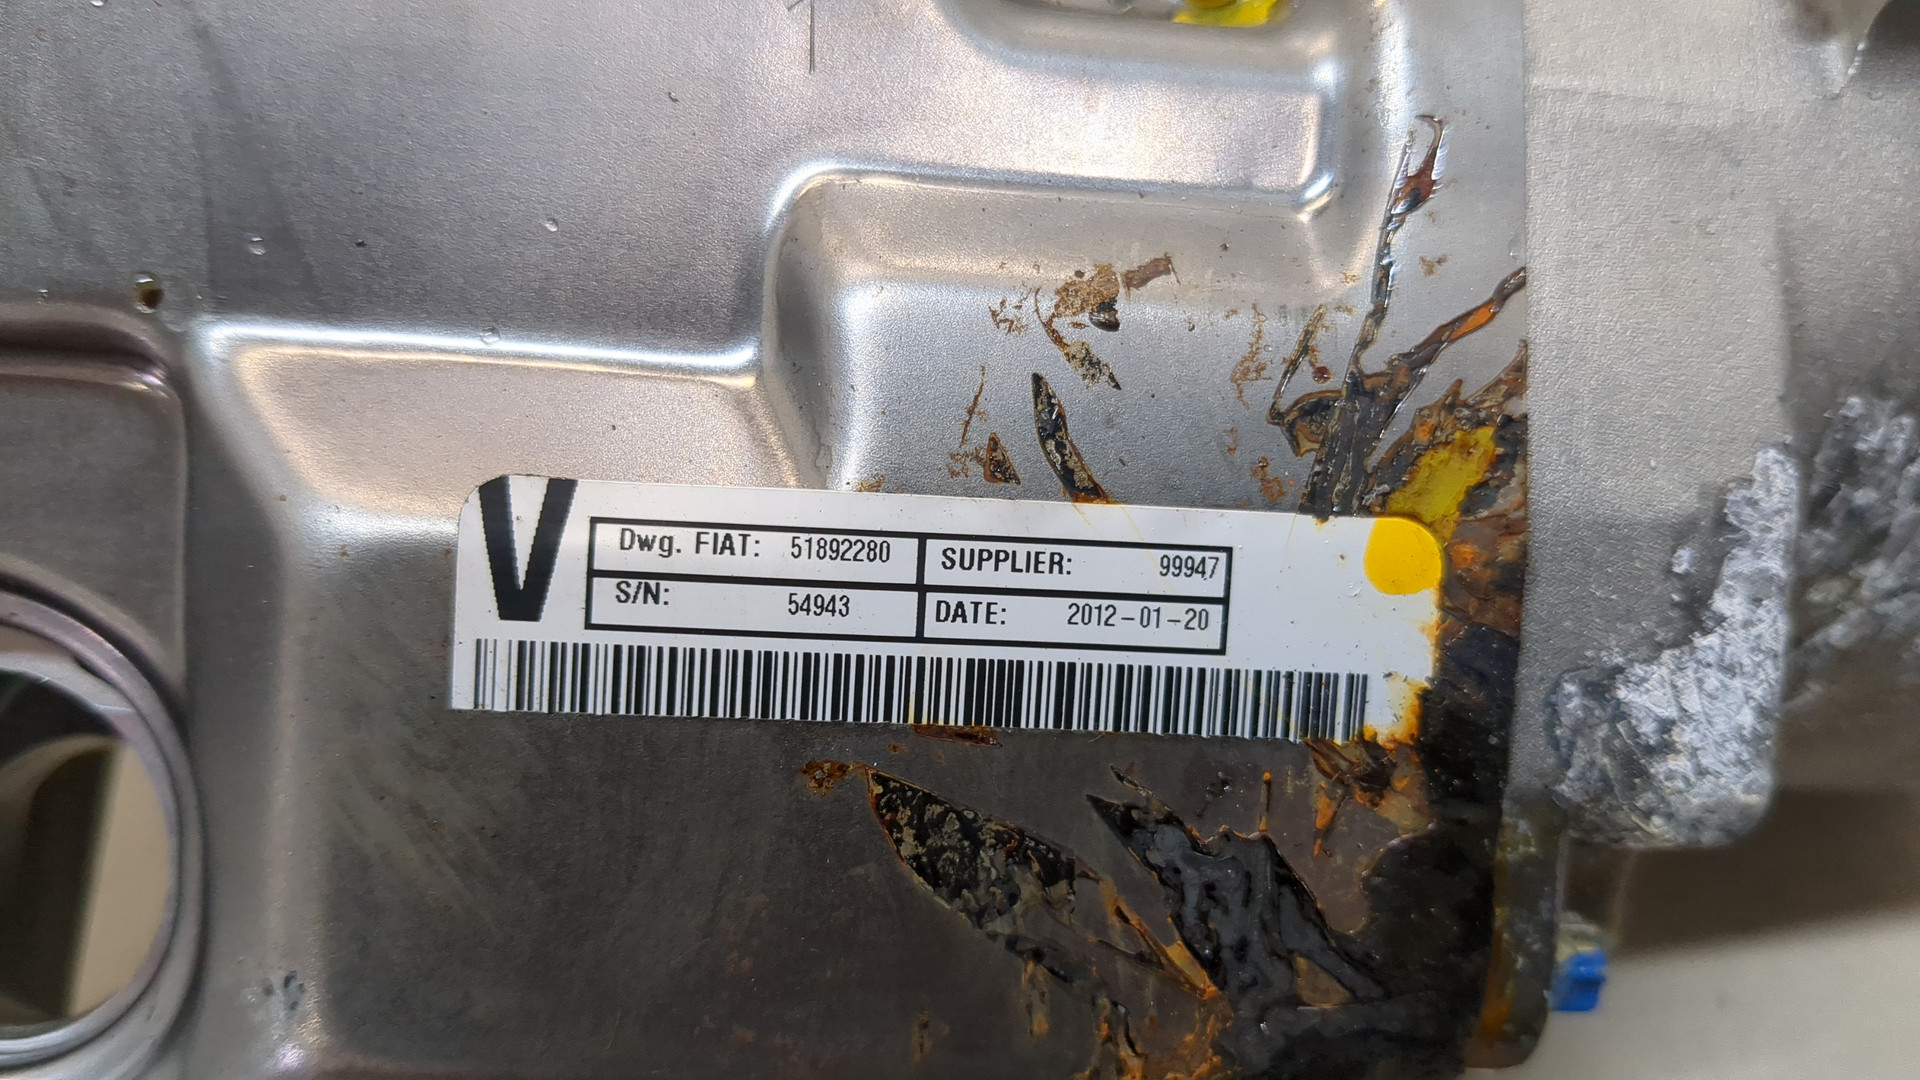 V
Dwg. FIAT: 51892280 SUPPLIER: 99947
S/N: 54943 DATE: 2012-01-20